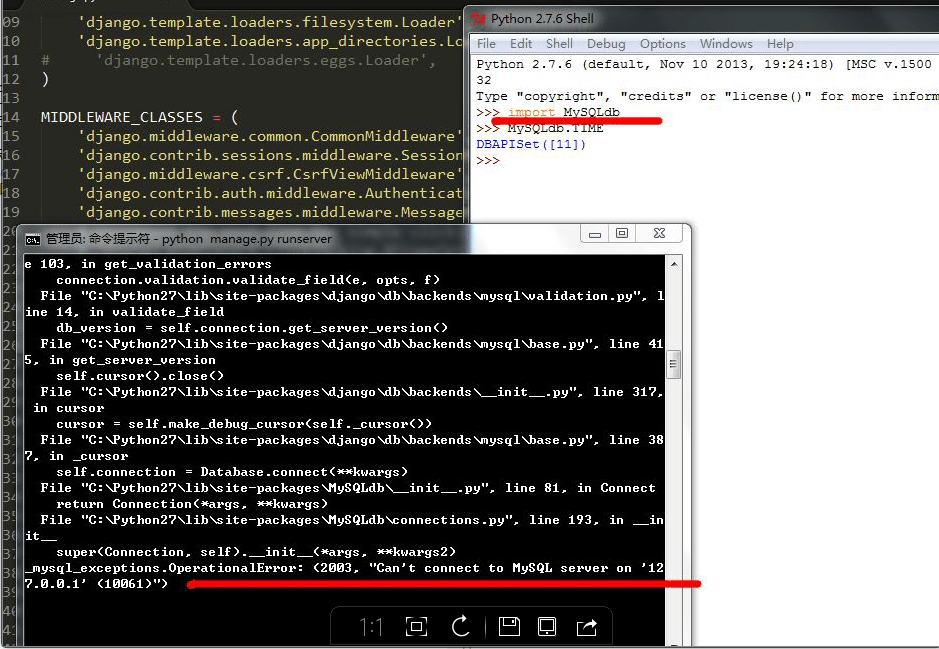 09     'django.template.loaders.filesystem.Loader'
10     'django.template.loaders.app_directories.Lo
11 #     'django.template.loaders.eggs.Loader',
12 )
13
14 MIDDLEWARE_CLASSES = (
15     'django.middleware.common.CommonMiddleware'
16     'django.contrib.sessions.middleware.Session
17     'django.middleware.csrf.CsrfViewMiddleware'
18     'django.contrib.auth.middleware.Authenticat
19     'django.contrib.messages.middleware.Message
Python 2.7.6 Shell
File Edit Shell Debug Options Windows Help
Python 2.7.6 (default, Nov 10 2013, 19:24:18) [MSC v.1500
32
Type "copyright", "credits" or "license()" for more inform
>>> import MySQLdb
>>> MySQLdb.TIME
DBAPISet([11])
>>>
管理员: 命令提示符 - python  manage.py runserver
e 103, in get_validation_errors
    connection.validation.validate_field(e, opts, f)
  File "C:\Python27\lib\site-packages\django\db\backends\mysql\validation.py", l
ine 14, in validate_field
    db_version = self.connection.get_server_version()
  File "C:\Python27\lib\site-packages\django\db\backends\mysql\base.py", line 41
5, in get_server_version
    self.cursor().close()
  File "C:\Python27\lib\site-packages\django\db\backends\__init__.py", line 317,
 in cursor
    cursor = self.make_debug_cursor(self._cursor())
  File "C:\Python27\lib\site-packages\django\db\backends\mysql\base.py", line 38
7, in _cursor
    self.connection = Database.connect(**kwargs)
  File "C:\Python27\lib\site-packages\MySQLdb\__init__.py", line 81, in Connect
    return Connection(*args, **kwargs)
  File "C:\Python27\lib\site-packages\MySQLdb\connections.py", line 193, in __in
it__
    super(Connection, self).__init__(*args, **kwargs2)
_mysql_exceptions.OperationalError: (2003, "Can't connect to MySQL server on '12
7.0.0.1' (10061)")
1:1